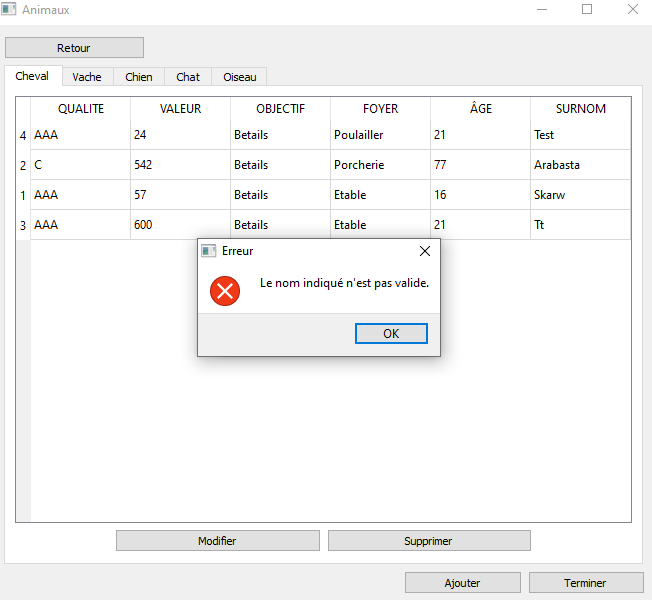 Animaux
Retour
Cheval Vache Chien Chat Oiseau
QUALITE VALEUR OBJECTIF FOYER ÂGE SURNOM
4 AAA 24 Betails Poulailler 21 Test
2 C 542 Betails Porcherie 77 Arabasta
1 AAA 57 Betails Etable 16 Skarw
3 AAA 600 Betails Etable 21 Tt
Erreur
Le nom indiqué n'est pas valide.
OK
Modifier Supprimer
Ajouter Terminer